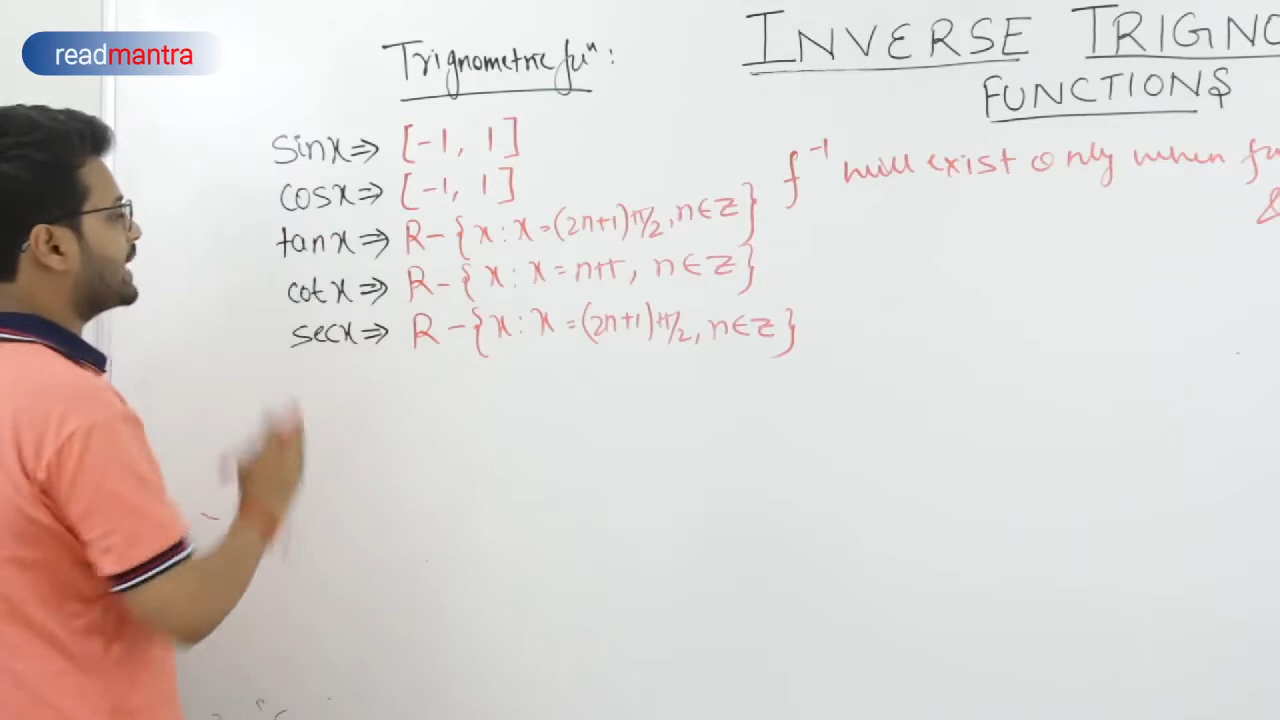 readmantra
Trignometric fuⁿ:
INVERSE TRIGNO
FUNCTIONS
sinx ⇒ [-1, 1]
cosx ⇒ [-1, 1]
tanx ⇒ R-{x : x=(2n+1)π/2, n∈Z}
cotx ⇒ R-{x : x=nπ, n∈Z}
secx ⇒ R-{x : x=(2n+1)π/2, n∈Z}
f⁻¹ will exist only when fu
&